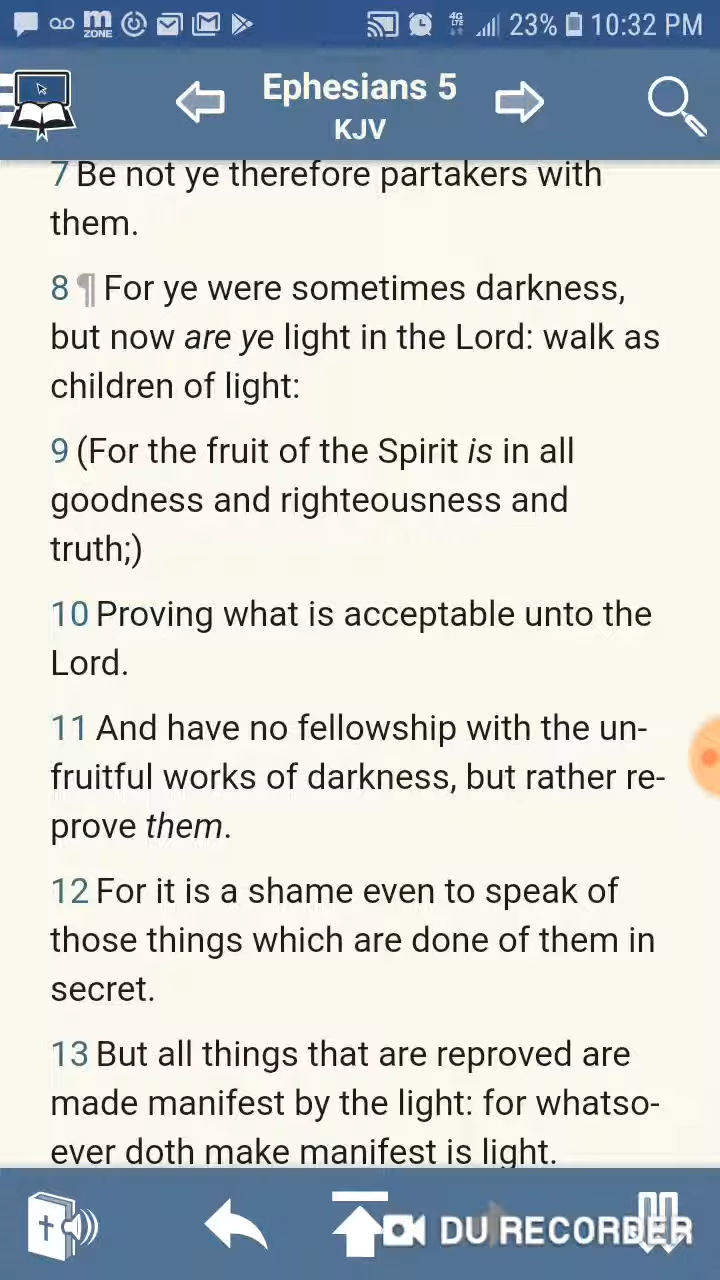 m
ZONE
4G
LTE
23% 10:32 PM
Ephesians 5
KJV
7 Be not ye therefore partakers with
them.
8 ¶ For ye were sometimes darkness,
but now are ye light in the Lord: walk as
children of light:
9 (For the fruit of the Spirit is in all
goodness and righteousness and
truth;)
10 Proving what is acceptable unto the
Lord.
11 And have no fellowship with the un-
fruitful works of darkness, but rather re-
prove them.
12 For it is a shame even to speak of
those things which are done of them in
secret.
13 But all things that are reproved are
made manifest by the light: for whatso-
ever doth make manifest is light.
DU RECORDER